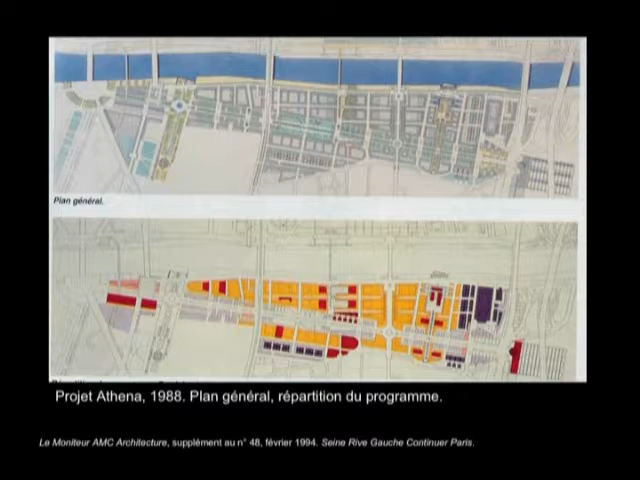 Plan général.
Projet Athena, 1988. Plan général, répartition du programme.
Le Moniteur AMC Architecture, supplément au n° 48, février 1994. Seine Rive Gauche Continuer Paris.